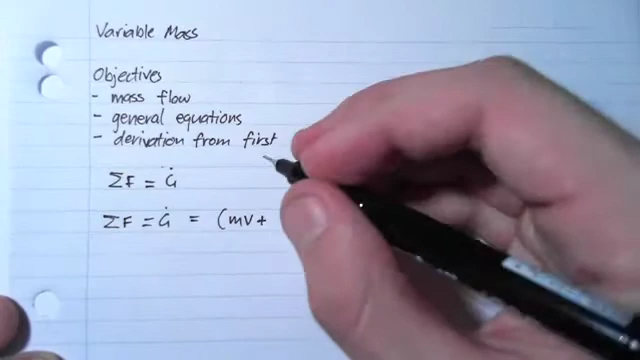 Variable Mass
Objectives
- mass flow
- general equations
- derivation from first
ΣF = Ġ
ΣF = Ġ = (mv +